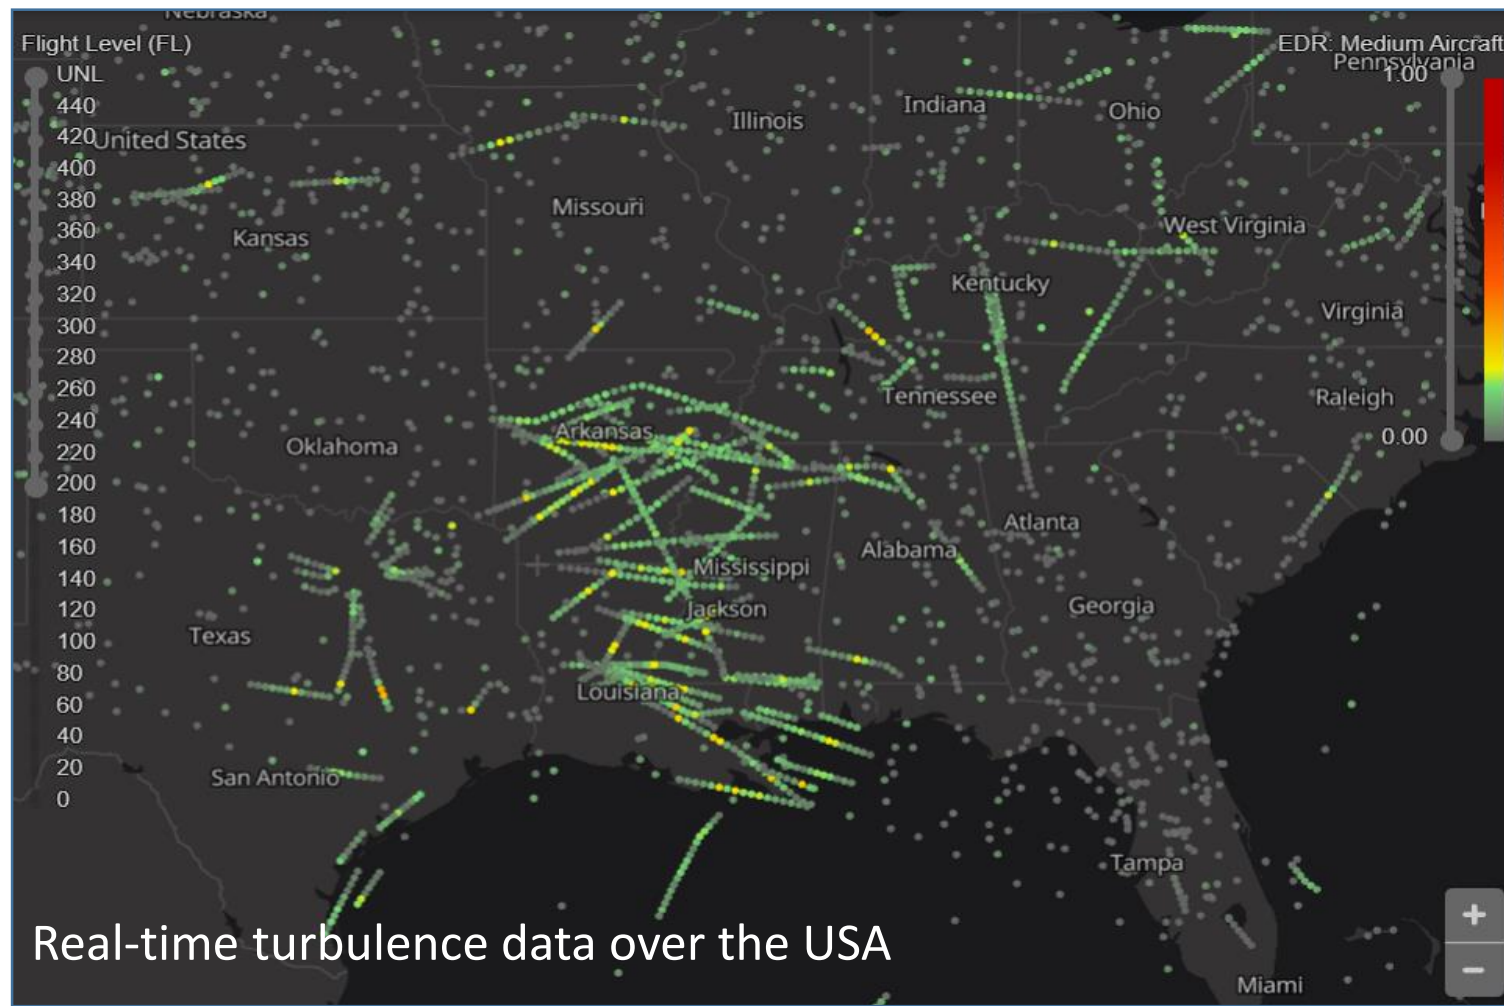 Nebraska
Flight Level (FL)
EDR: Medium Aircraft
Pennsylvania
UNL
1.00
440
Indiana
Ohio
Illinois
420
United States
400
380
Missouri
360
West Virginia
Kansas
340
Kentucky
320
Virginia
300
280
260
Tennessee
Raleigh
240
Arkansas
0.00
220
Oklahoma
200
180
Atlanta
160
Alabama
Mississippi
140
120
Jackson
Georgia
100
Texas
80
Louisiana
60
40
20
San Antonio
0
Tampa
+
Real-time turbulence data over the USA
−
Miami